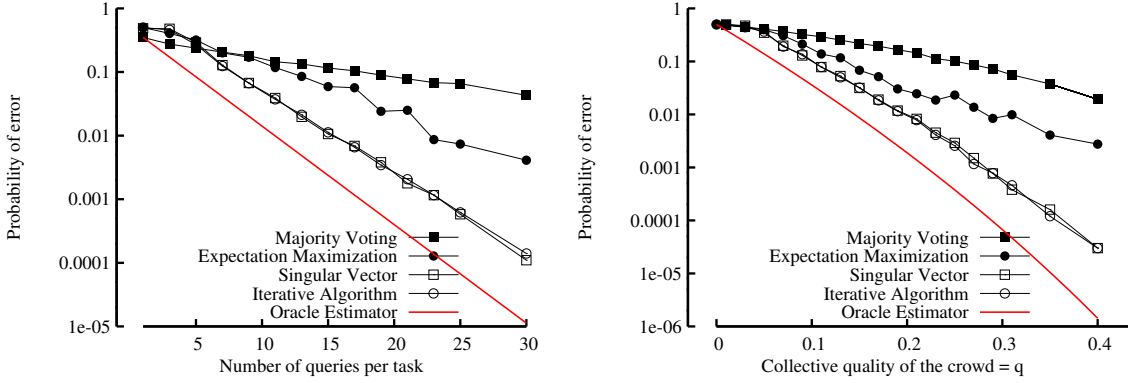 1
0.1
0.01
0.001
0.0001
1e-05
5
10
15
20
25
30
Probability of error
Number of queries per task
Majority Voting
Expectation Maximization
Singular Vector
Iterative Algorithm
Oracle Estimator
1
0.1
0.01
0.001
0.0001
1e-05
1e-06
0
0.1
0.2
0.3
0.4
Probability of error
Collective quality of the crowd = q
Majority Voting
Expectation Maximization
Singular Vector
Iterative Algorithm
Oracle Estimator